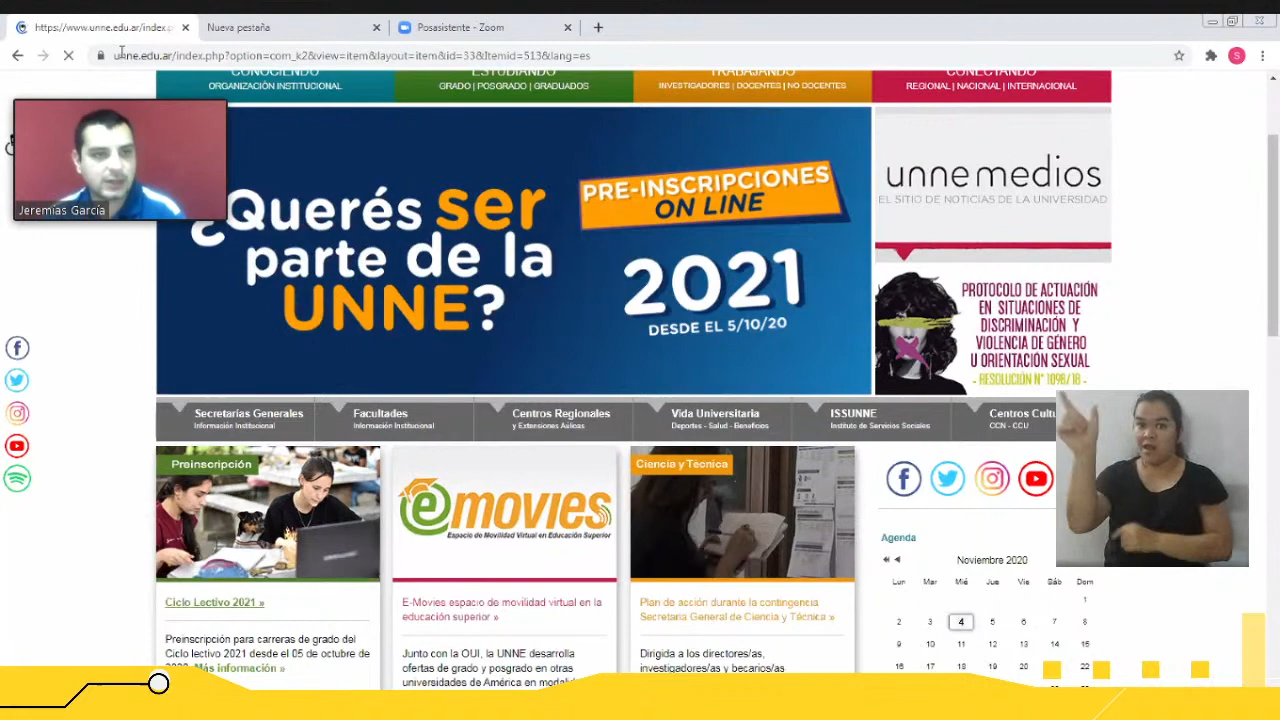 https://www.unne.edu.ar/index.p
Nueva pestaña
Posasistente - Zoom
unne.edu.ar/index.php?option=com_k2&view=item&layout=item&id=33&Itemid=513&lang=es
S
CONOCIENDO
ORGANIZACIÓN INSTITUCIONAL
ESTUDIANDO
GRADO | POSGRADO | GRADUADOS
TRABAJANDO
INVESTIGADORES | DOCENTES | NO DOCENTES
CONECTANDO
REGIONAL | NACIONAL | INTERNACIONAL
Jeremías García
¿Querés ser
parte de la
UNNE?
PRE-INSCRIPCIONES
ON LINE
2021
DESDE EL 5/10/20
unnemedios
EL SITIO DE NOTICIAS DE LA UNIVERSIDAD
PROTOCOLO DE ACTUACIÓN
EN SITUACIONES DE
DISCRIMINACIÓN Y
VIOLENCIA DE GÉNERO
U ORIENTACIÓN SEXUAL
- RESOLUCIÓN N° 1098/18 -
Secretarías Generales
Información Institucional
Facultades
Información Institucional
Centros Regionales
y Extensiones Áulicas
Vida Universitaria
Deportes - Salud - Beneficios
ISSUNNE
Instituto de Servicios Sociales
Centros Cultu
CCN - CCU
Preinscripción
Ciclo Lectivo 2021 »
Preinscripción para carreras de grado del
Ciclo lectivo 2021 desde el 05 de octubre de
Más información »
emovies
Espacio de Movilidad Virtual en Educación Superior
E-Movies espacio de movilidad virtual en la
educación superior »
Junto con la OUI, la UNNE desarrolla
ofertas de grado y posgrado en otras
universidades de América en modalid
Ciencia y Técnica
Plan de acción durante la contingencia
Secretaría General de Ciencia y Técnica »
Dirigida a los directores/as,
investigadores/as y becarios/as
Agenda
Noviembre 2020
Lun Mar Mié Jue Vie Sáb Dom
1
2 3 4 5 6 7 8
9 10 11 12 13 14 15
16 17 18 19 20 21 22